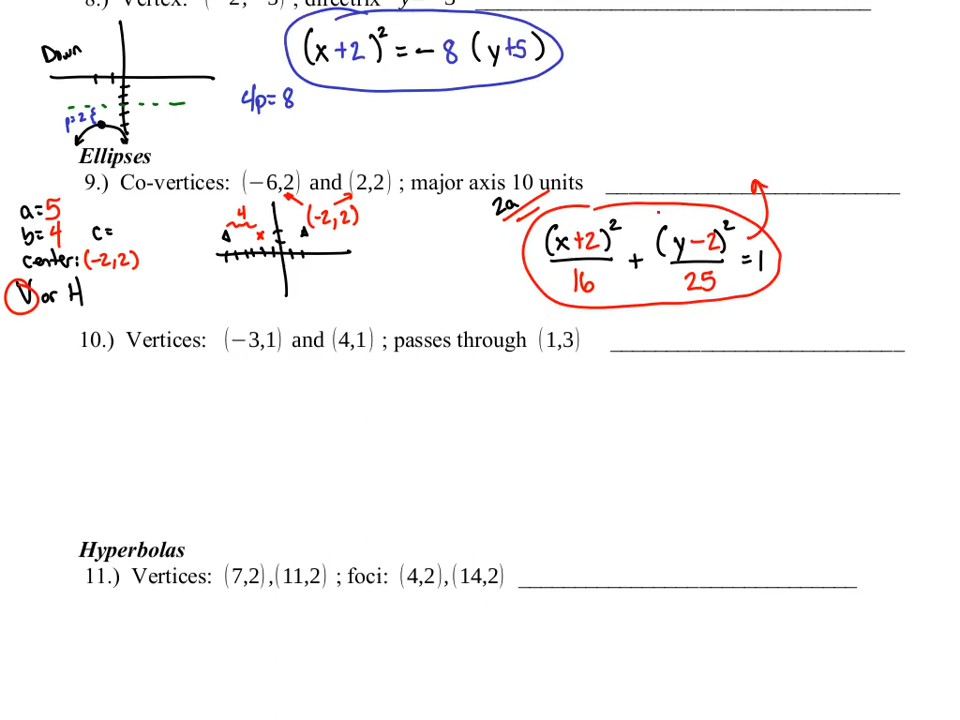 8.) Vertex:
Down
(x+2)² = -8 (y+5)
4p=8
p=2
Ellipses
9.) Co-vertices: (−6,2) and (2,2) ; major axis 10 units
2a
a=5
b=4 c=
center: (-2,2)
V or H
4
(-2,2)
(x+2)²/16 + (y-2)²/25 = 1
10.) Vertices: (−3,1) and (4,1) ; passes through (1,3)
Hyperbolas
11.) Vertices: (7,2),(11,2) ; foci: (4,2),(14,2)